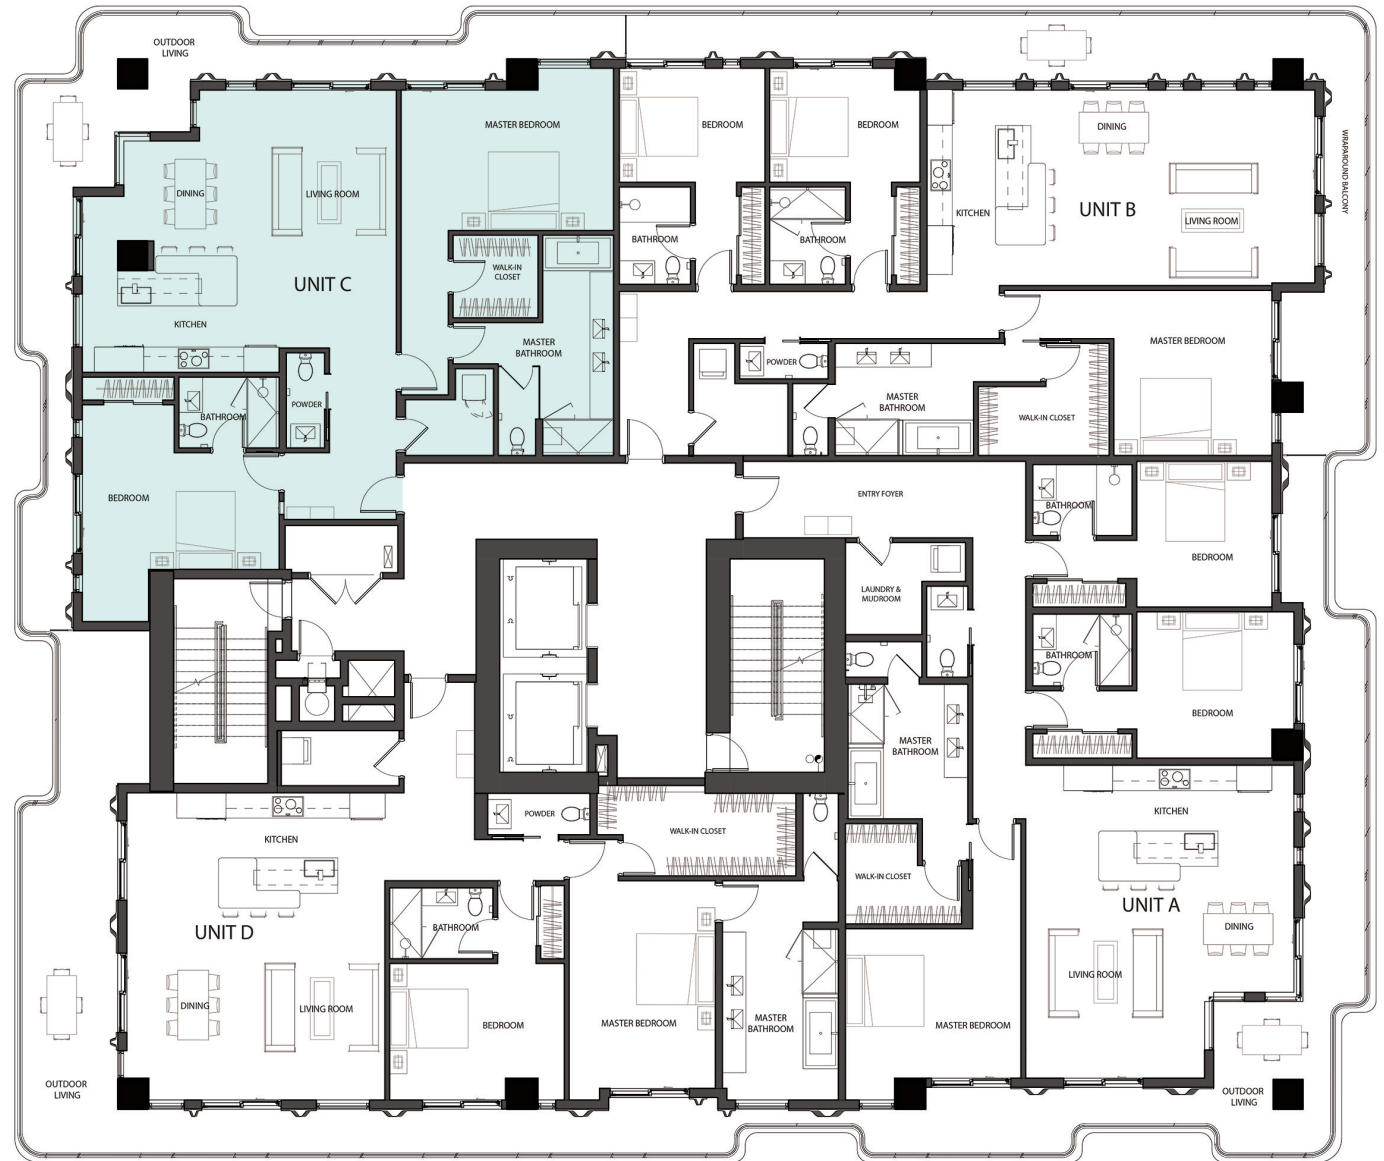 OUTDOOR
LIVING
MASTER BEDROOM
BEDROOM
BEDROOM
DINING
WRAPAROUND BALCONY
DINING
LIVING ROOM
KITCHEN
UNIT B
LIVING ROOM
BATHROOM
BATHROOM
WALK-IN
CLOSET
UNIT C
KITCHEN
MASTER
BATHROOM
MASTER BEDROOM
POWDER
POWDER
BATHROOM
MASTER
BATHROOM
WALK-IN CLOSET
BEDROOM
ENTRY FOYER
BATHROOM
BEDROOM
LAUNDRY &
MUDROOM
BATHROOM
BEDROOM
MASTER
BATHROOM
KITCHEN
POWDER
WALK-IN CLOSET
KITCHEN
WALK-IN CLOSET
UNIT A
UNIT D
BATHROOM
DINING
LIVING ROOM
DINING
LIVING ROOM
BEDROOM
MASTER BEDROOM
MASTER
BATHROOM
MASTER BEDROOM
OUTDOOR
LIVING
OUTDOOR
LIVING